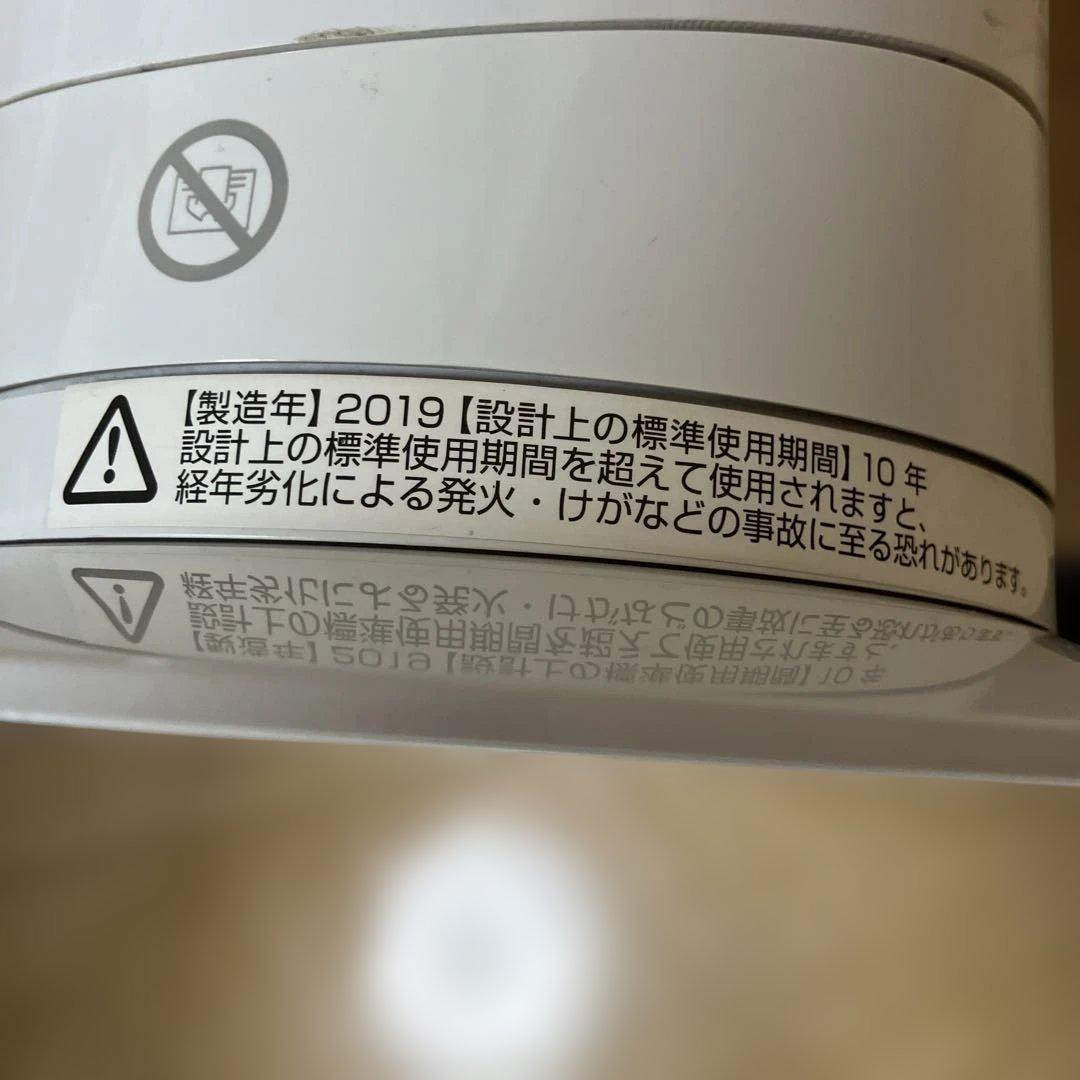 【製造年】2019【設計上の標準使用期間】10年
設計上の標準使用期間を超えて使用されますと、
経年劣化による発火・けがなどの事故に至る恐れがあります。